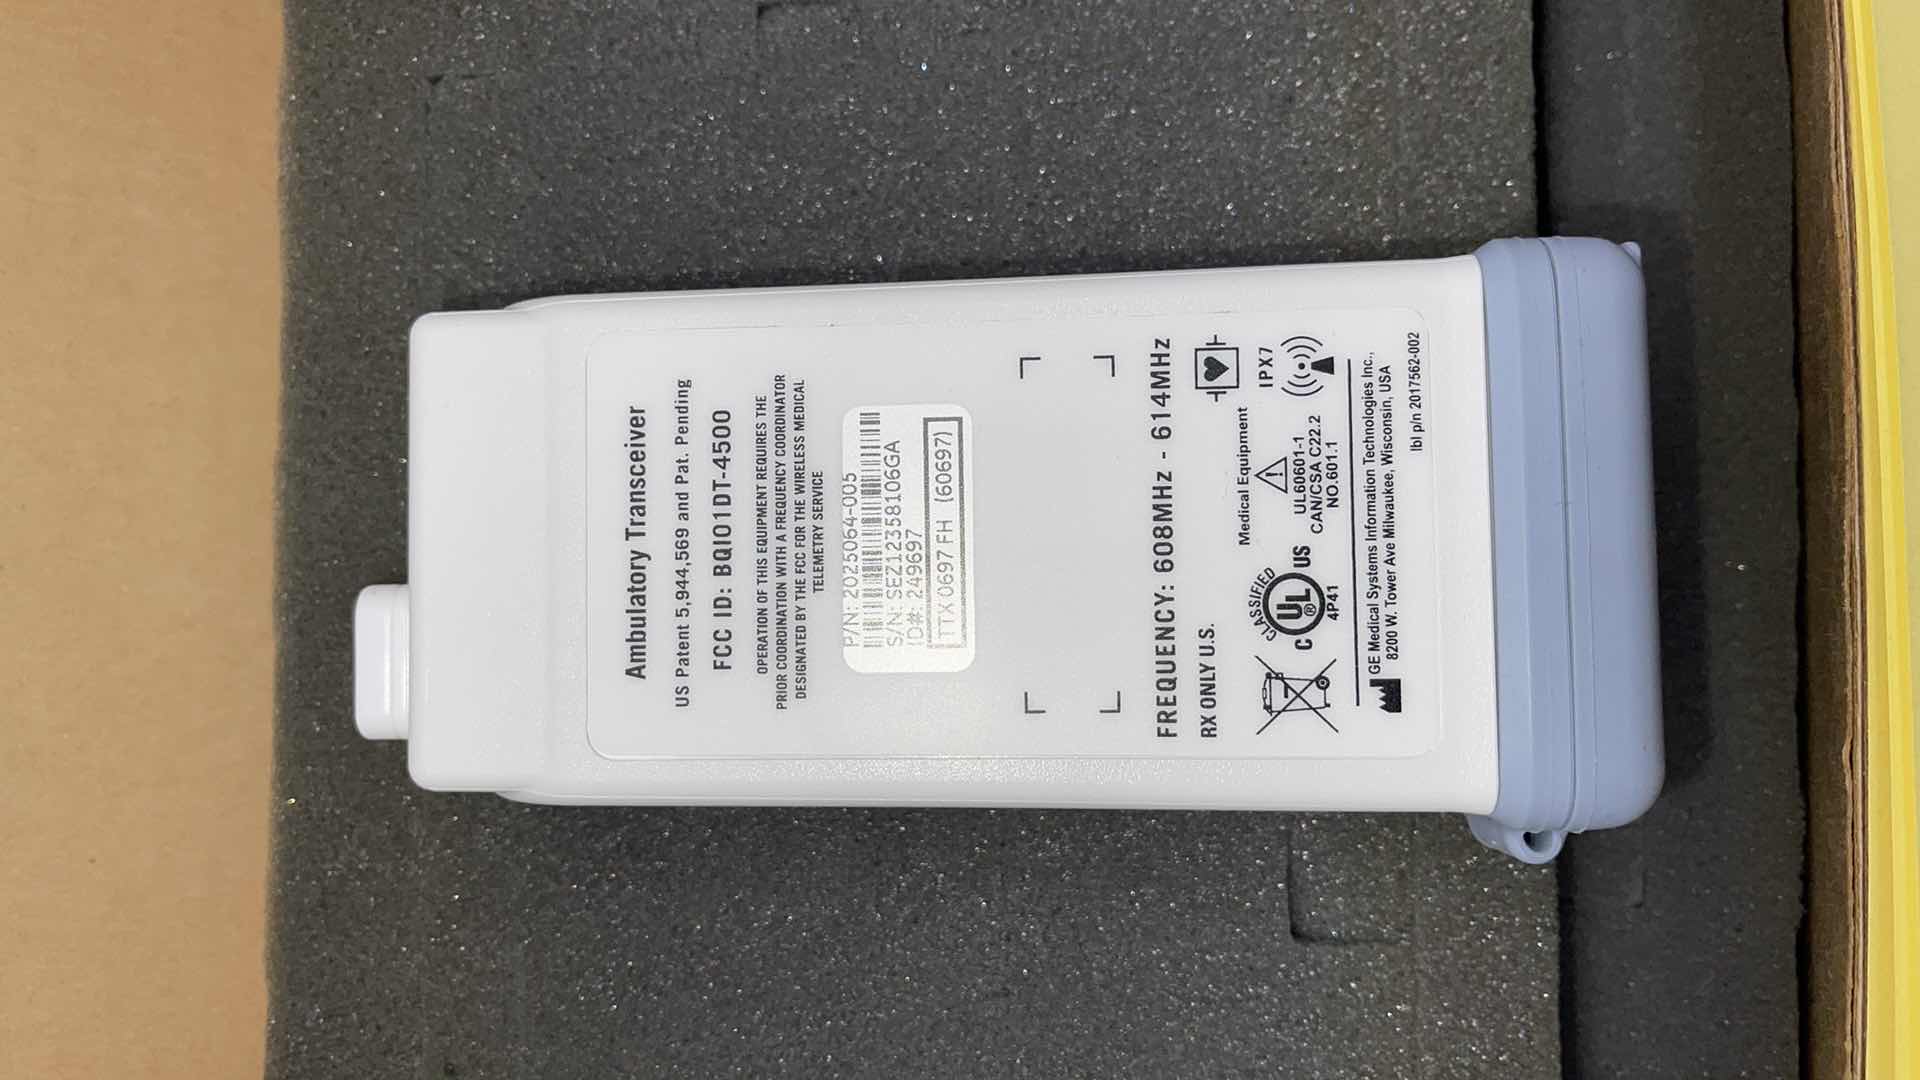 Ambulatory Transceiver
US Patent 5,944,569 and Pat. Pending
FCC ID: BQI01DT-4500
OPERATION OF THIS EQUIPMENT REQUIRES THE
PRIOR COORDINATION WITH A FREQUENCY COORDINATOR
DESIGNATED BY THE FCC FOR THE WIRELESS MEDICAL
TELEMETRY SERVICE
P/N: 2025064-005
S/N: SEZ12358106GA
ID#: 249697
TTX 0697 FH (60697)
FREQUENCY: 608MHz - 614MHz
RX ONLY U.S.
CLASSIFIED
C UL US
®
4P41
Medical Equipment
UL60601-1
CAN/CSA C22.2
NO.601.1
IPX7
GE Medical Systems Information Technologies Inc.,
8200 W. Tower Ave Milwaukee, Wisconsin, USA
lbl p/n 2017562-002